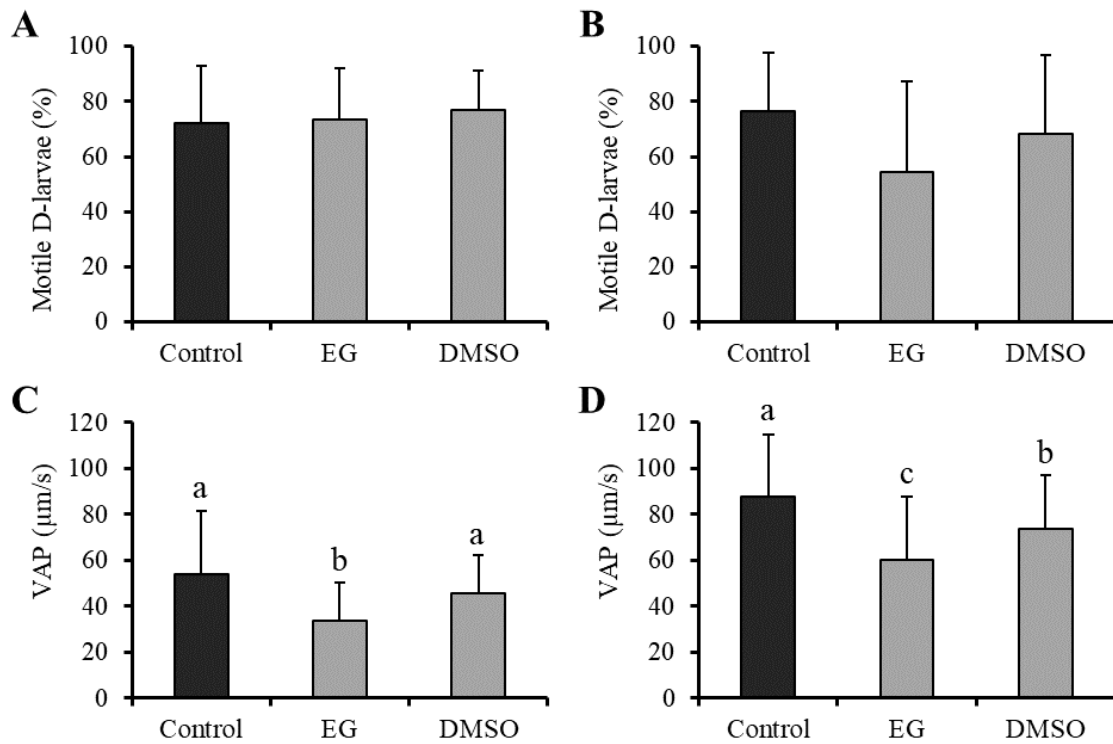 A
Motile D-larvae (%)
100
80
60
40
20
0
Control EG DMSO
B
Motile D-larvae (%)
100
80
60
40
20
0
Control EG DMSO
C
VAP (µm/s)
120
100
80
60
40
20
0
a
b
a
Control EG DMSO
D
VAP (µm/s)
120
100
80
60
40
20
0
a
c
b
Control EG DMSO